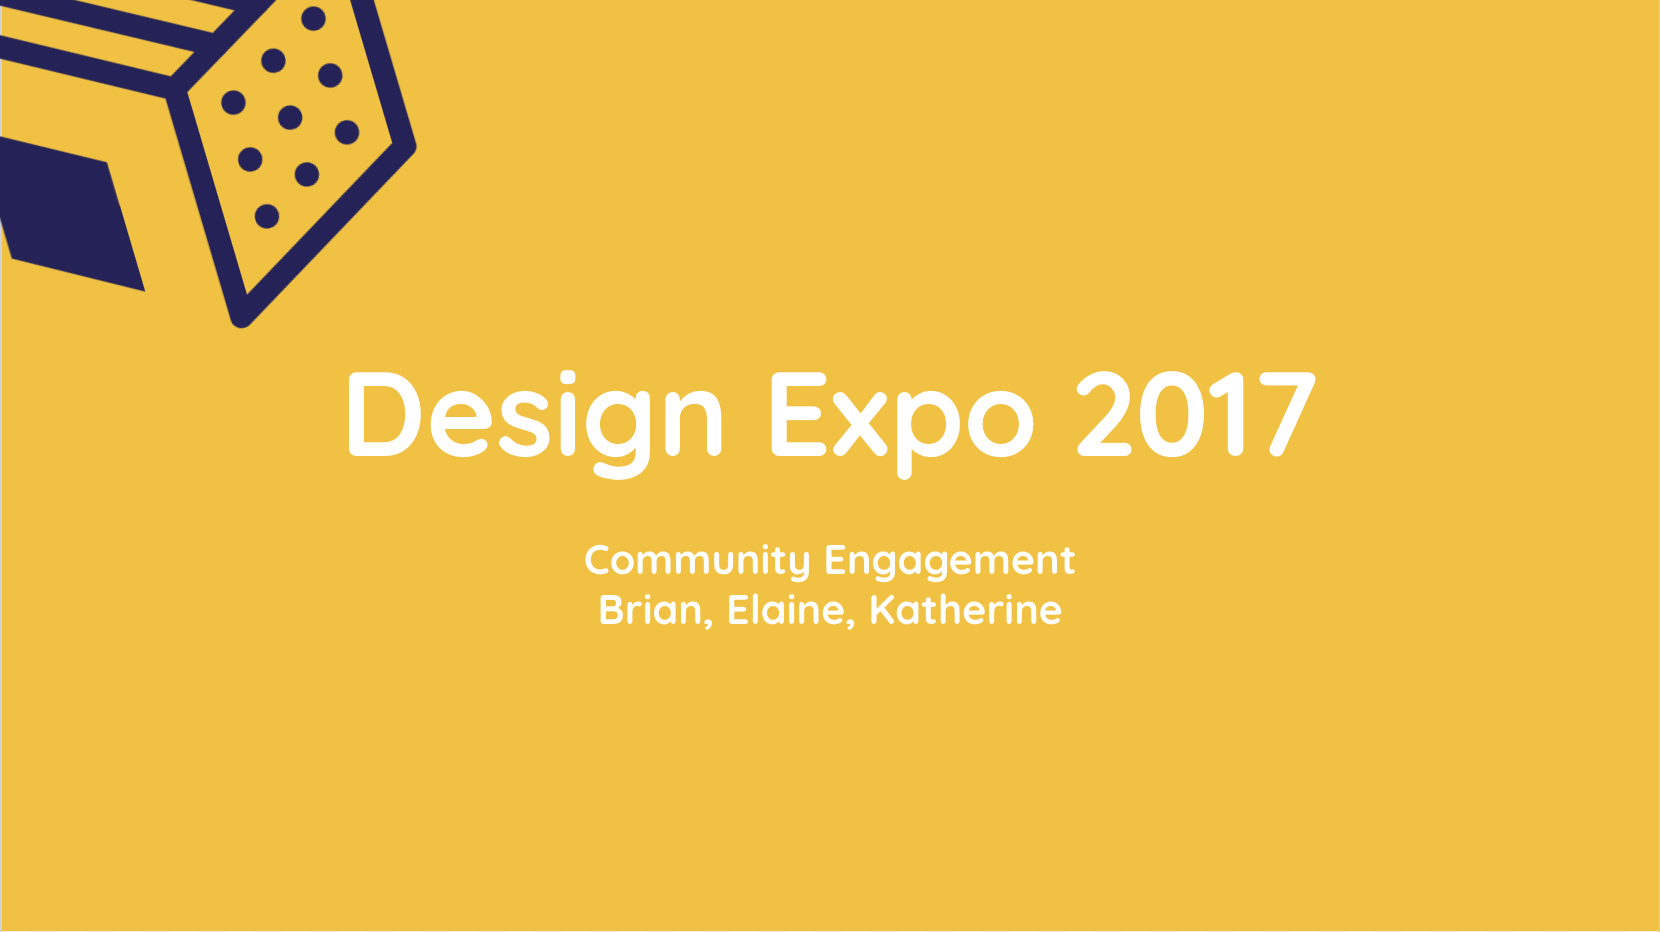 Design Expo 2017
Community Engagement
Brian, Elaine, Katherine